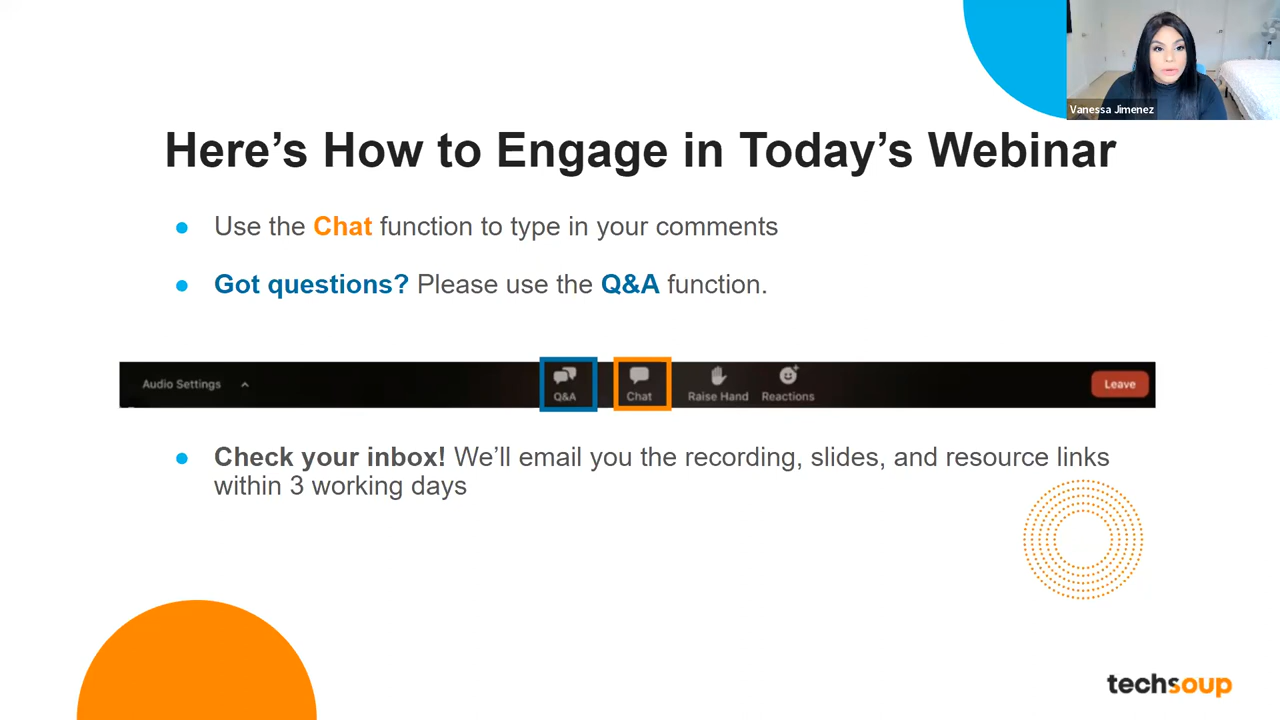 Vanessa Jimenez
Here's How to Engage in Today's Webinar
Use the Chat function to type in your comments
Got questions? Please use the Q&A function.
Audio Settings
Q&A
Chat
Raise Hand
Reactions
Leave
Check your inbox! We'll email you the recording, slides, and resource links
within 3 working days
techsoup